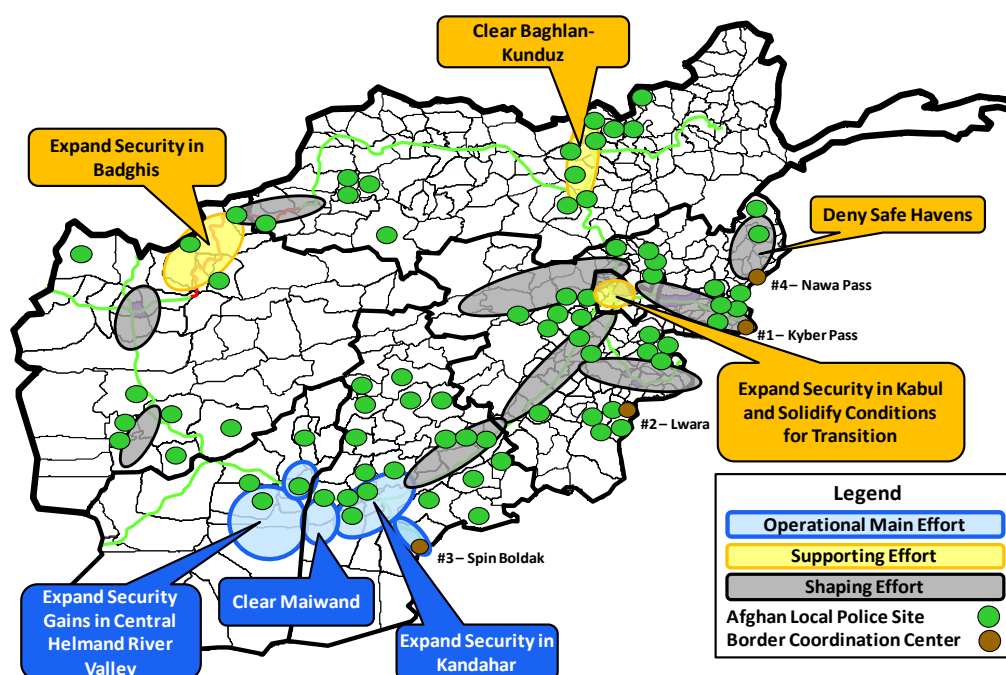 Clear Baghlan-
Kunduz
Expand Security in
Badghis
Deny Safe Havens
#4 – Nawa Pass
#1 – Kyber Pass
Expand Security in Kabul
and Solidify Conditions
for Transition
#2 – Lwara
#3 – Spin Boldak
Expand Security
Gains in Central
Helmand River
Valley
Clear Maiwand
Expand Security in
Kandahar
Legend
Operational Main Effort
Supporting Effort
Shaping Effort
Afghan Local Police Site
Border Coordination Center